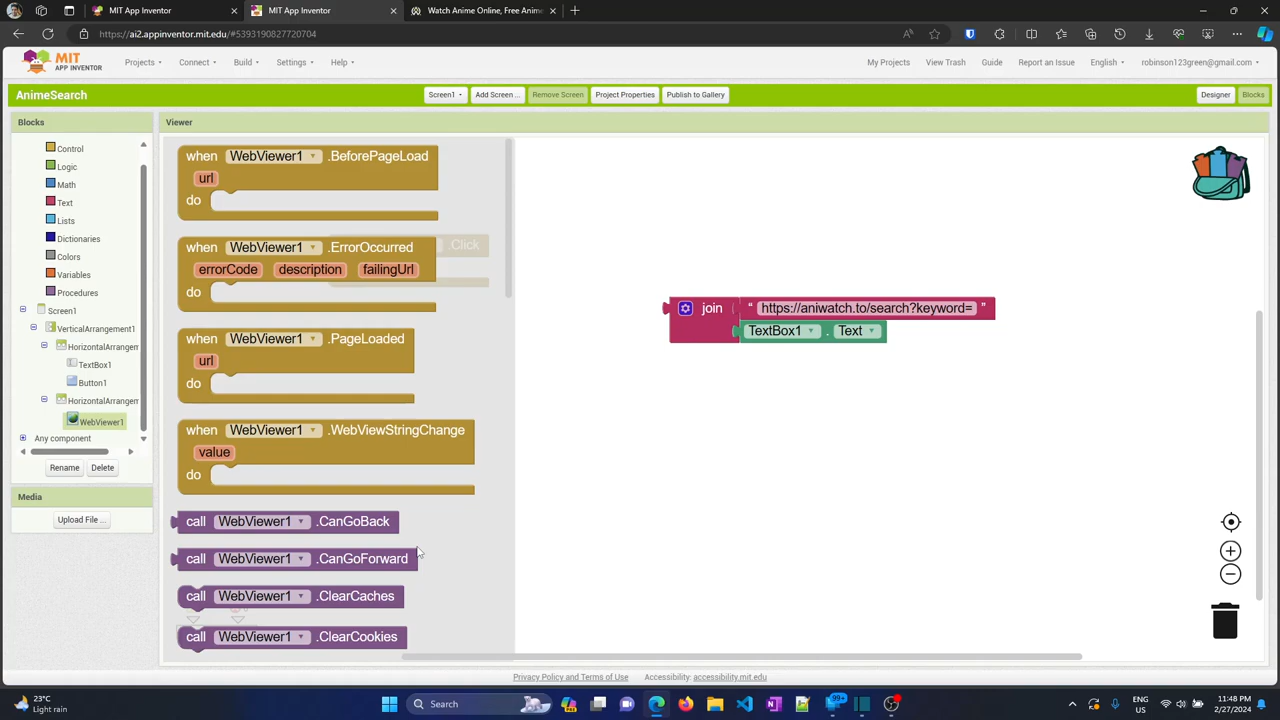 MIT App Inventor
MIT App Inventor
Watch Anime Online, Free Anime
https://ai2.appinventor.mit.edu/#5393190827720704
MIT
APP INVENTOR
Projects
Connect
Build
Settings
Help
My Projects
View Trash
Guide
Report an Issue
English
robinson123green@gmail.com
AnimeSearch
Screen1
Add Screen ...
Remove Screen
Project Properties
Publish to Gallery
Designer
Blocks
Blocks
Viewer
Control
Logic
Math
Text
Lists
Dictionaries
Colors
Variables
Procedures
Screen1
VerticalArrangement1
HorizontalArrangem
TextBox1
Button1
HorizontalArrangem
WebViewer1
Any component
Rename
Delete
Media
Upload File ...
when WebViewer1 .BeforePageLoad
url
do
when WebViewer1 .ErrorOccurred
errorCode description failingUrl
do
.Click
when WebViewer1 .PageLoaded
url
do
when WebViewer1 .WebViewStringChange
value
do
call WebViewer1 .CanGoBack
call WebViewer1 .CanGoForward
call WebViewer1 .ClearCaches
call WebViewer1 .ClearCookies
join “ https://aniwatch.to/search?keyword= ”
TextBox1 . Text
Privacy Policy and Terms of Use
Accessibility: accessibility.mit.edu
23°C
Light rain
Search
99+
ENG
IN
11:48 PM
2/27/2024